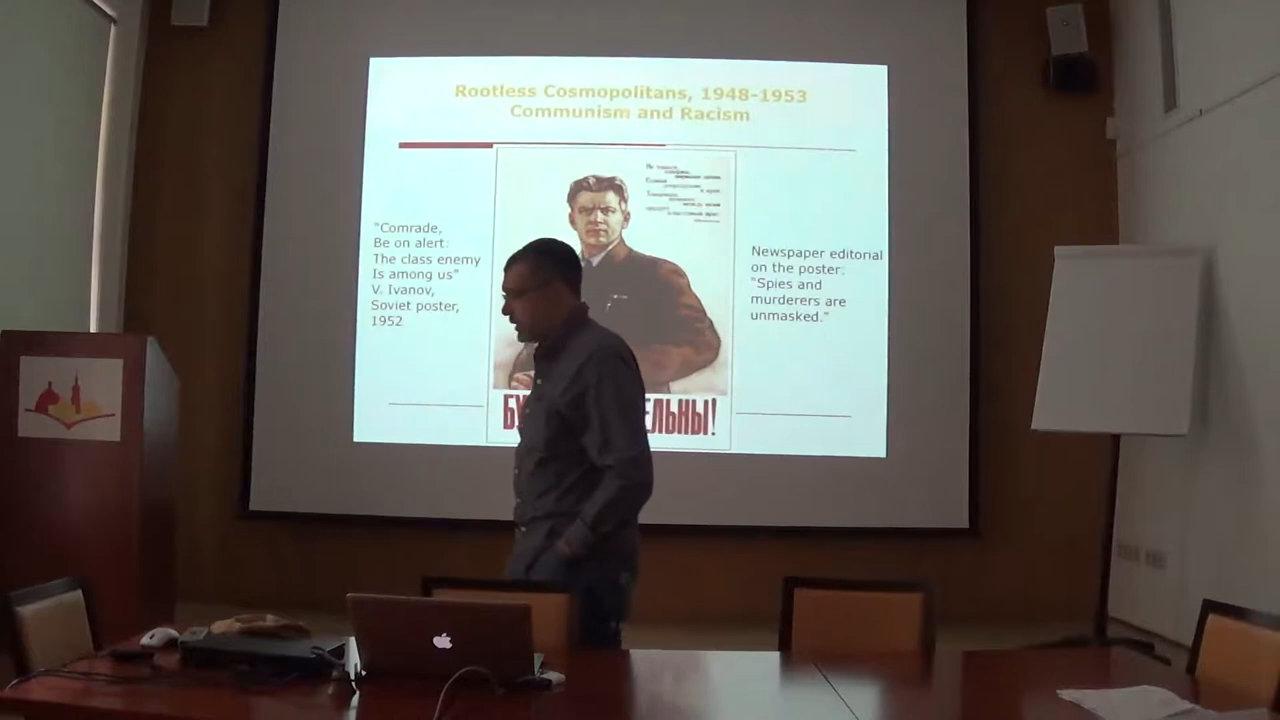 Rootless Cosmopolitans, 1948-1953
Communism and Racism
"Comrade,
Be on alert:
The class enemy
Is among us"
V. Ivanov,
Soviet poster,
1952
Newspaper editorial
on the poster:
"Spies and
murderers are
unmasked."
БУ ЕЛЬНЫ!